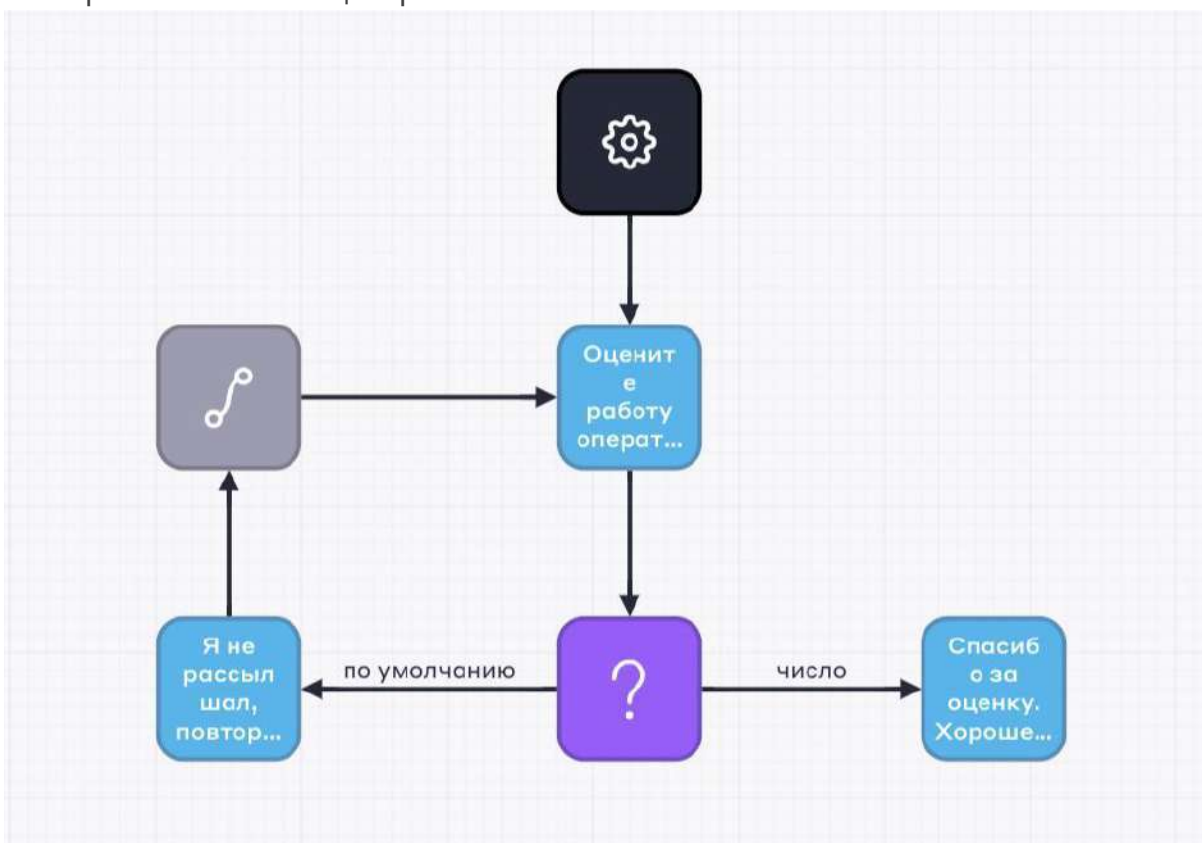 Оценит
е
работу
операт...
Я не
рассыл
шал,
повтор...
по умолчанию
?
число
Спасиб
о за
оценку.
Хороше...